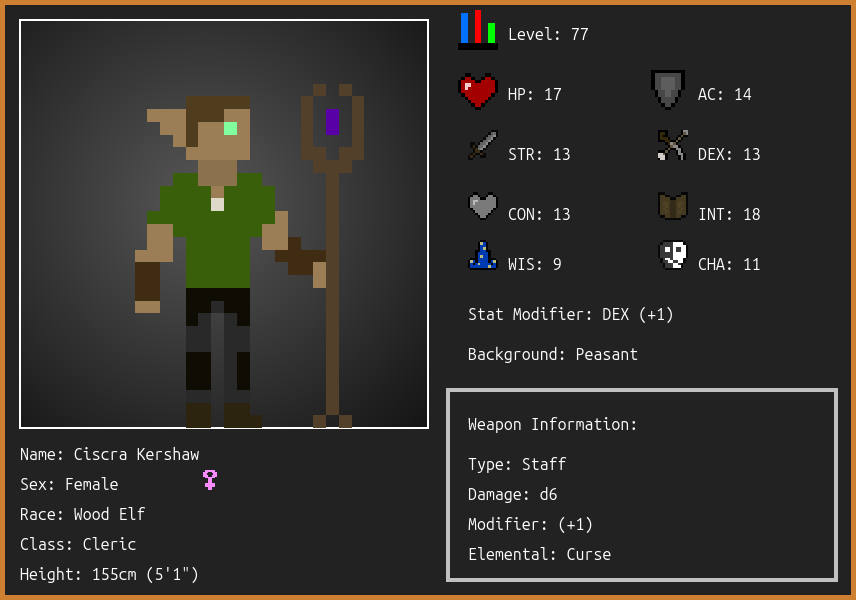 Level: 77
HP: 17
AC: 14
STR: 13
DEX: 13
CON: 13
INT: 18
WIS: 9
CHA: 11
Stat Modifier: DEX (+1)
Background: Peasant
Weapon Information:
Type: Staff
Damage: d6
Modifier: (+1)
Elemental: Curse
Name: Ciscra Kershaw
Sex: Female
Race: Wood Elf
Class: Cleric
Height: 155cm (5'1")